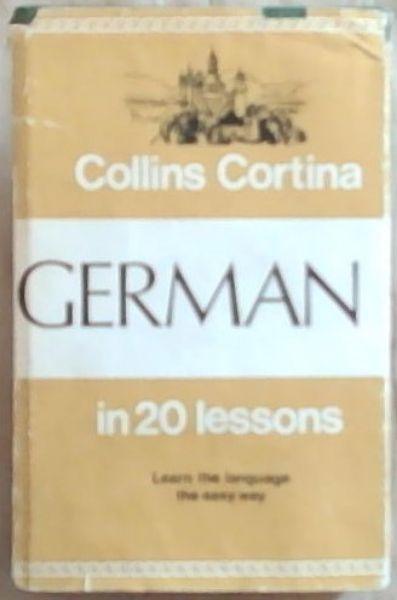 Collins Cortina
GERMAN
in 20 lessons
Learn the language
the easy way